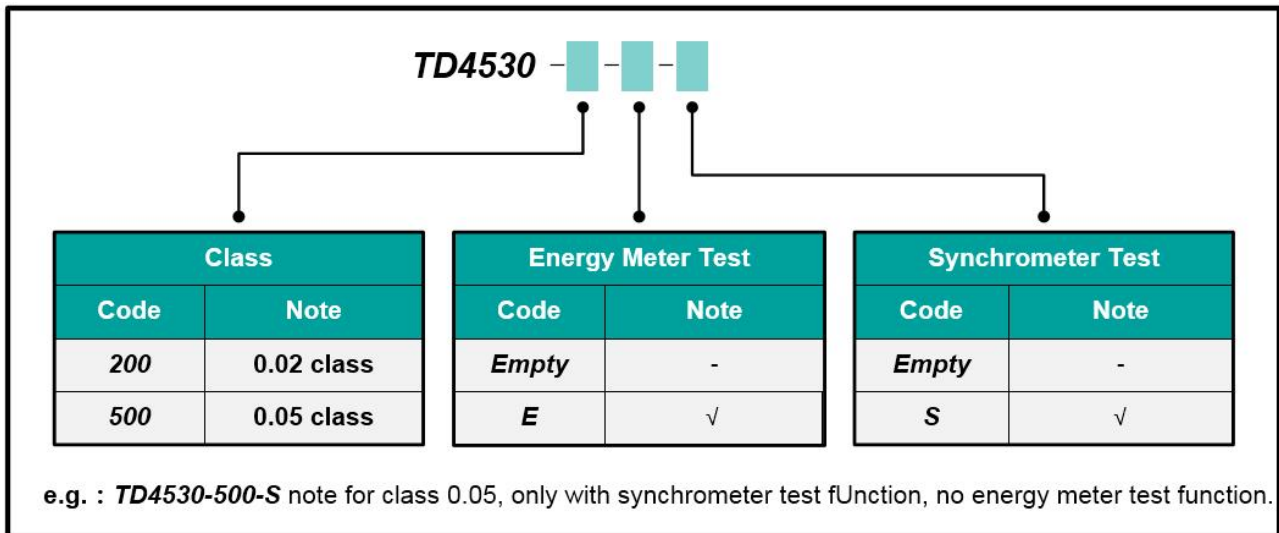 TD4530 - - -
Class
Code Note
200 0.02 class
500 0.05 class
Energy Meter Test
Code Note
Empty -
E √
Synchrometer Test
Code Note
Empty -
S √
e.g. : TD4530-500-S note for class 0.05, only with synchrometer test fUnction, no energy meter test function.